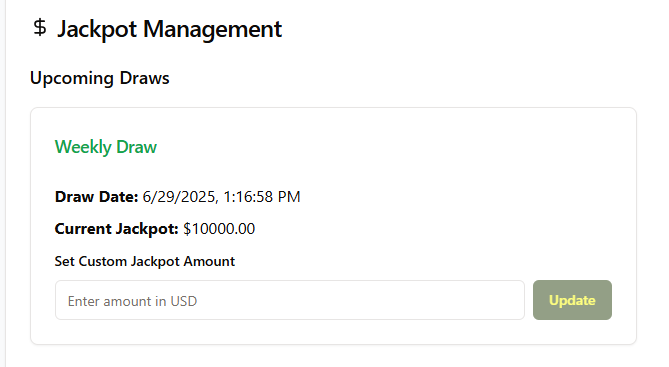 $ Jackpot Management
Upcoming Draws
Weekly Draw
Draw Date: 6/29/2025, 1:16:58 PM
Current Jackpot: $10000.00
Set Custom Jackpot Amount
Enter amount in USD
Update